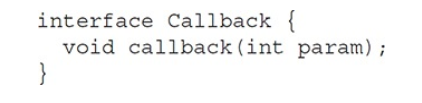 interface Callback {
  void callback(int param);
}